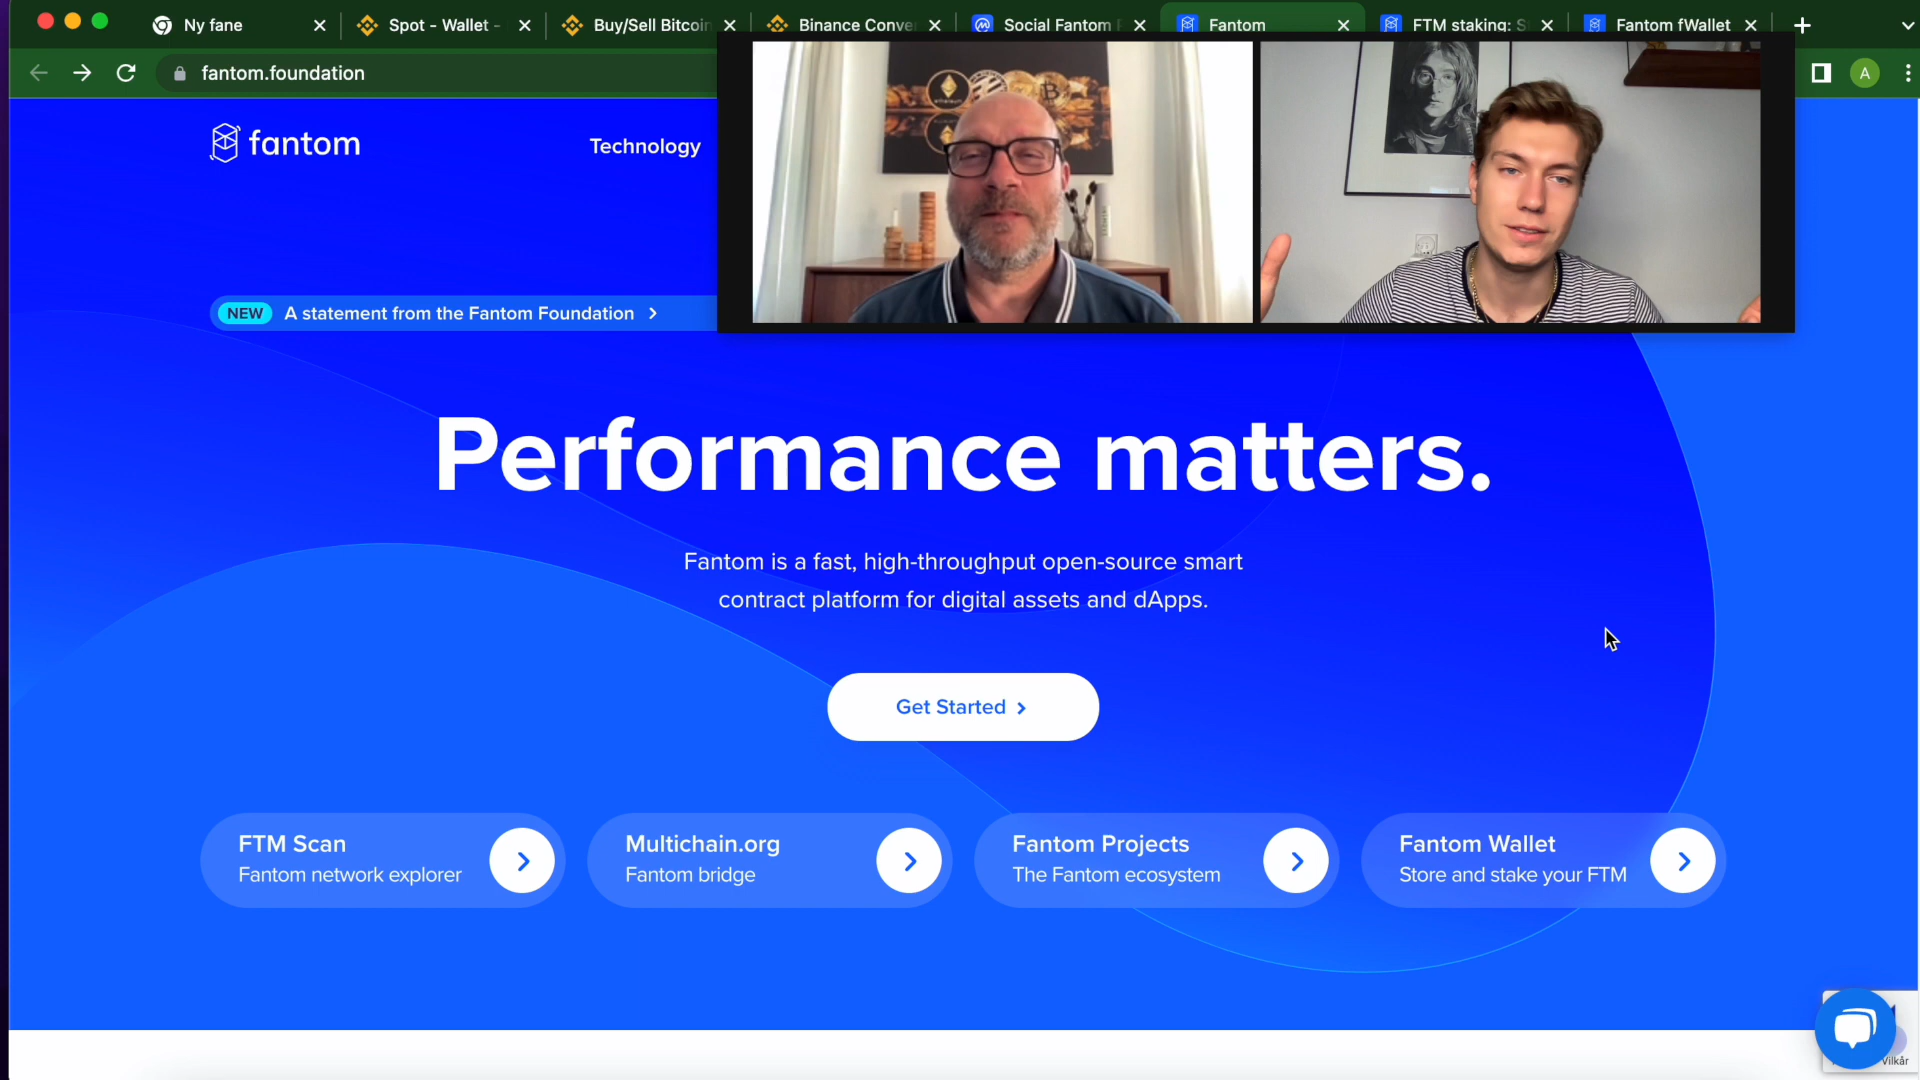 Ny fane
Spot - Wallet -
Buy/Sell Bitcoin
Binance Conve
Social Fantom
Fantom
FTM staking: S
Fantom fWallet
fantom.foundation
A
fantom
Technology
NEW A statement from the Fantom Foundation
Performance matters.
Fantom is a fast, high-throughput open-source smart
contract platform for digital assets and dApps.
Get Started
FTM Scan
Fantom network explorer
Multichain.org
Fantom bridge
Fantom Projects
The Fantom ecosystem
Fantom Wallet
Store and stake your FTM
Vilkår